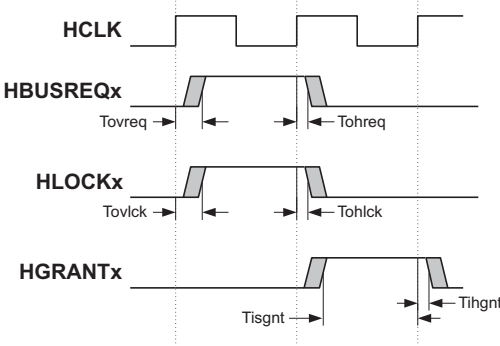 HCLK
HBUSREQx
Tovreq
Tohreq
HLOCKx
Tovlck
Tohlck
HGRANTx
Tihgnt
Tisgnt